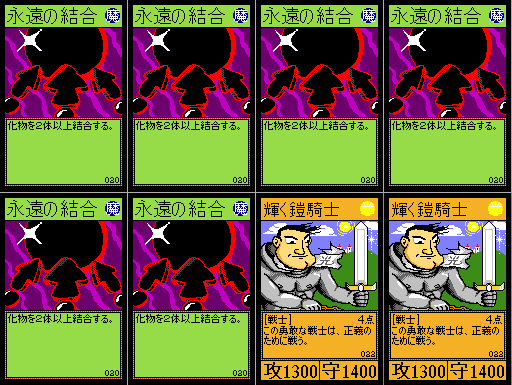 永遠の結合 魔
化物を2体以上結合する。
020
永遠の結合 魔
化物を2体以上結合する。
020
永遠の結合 魔
化物を2体以上結合する。
020
永遠の結合 魔
化物を2体以上結合する。
020
永遠の結合 魔
化物を2体以上結合する。
020
永遠の結合 魔
化物を2体以上結合する。
020
輝く鎧騎士
光
[戦士] 4点
この勇敢な戦士は、正義の
ために戦う。
022
攻1300 守1400
輝く鎧騎士
光
[戦士] 4点
この勇敢な戦士は、正義の
ために戦う。
022
攻1300 守1400